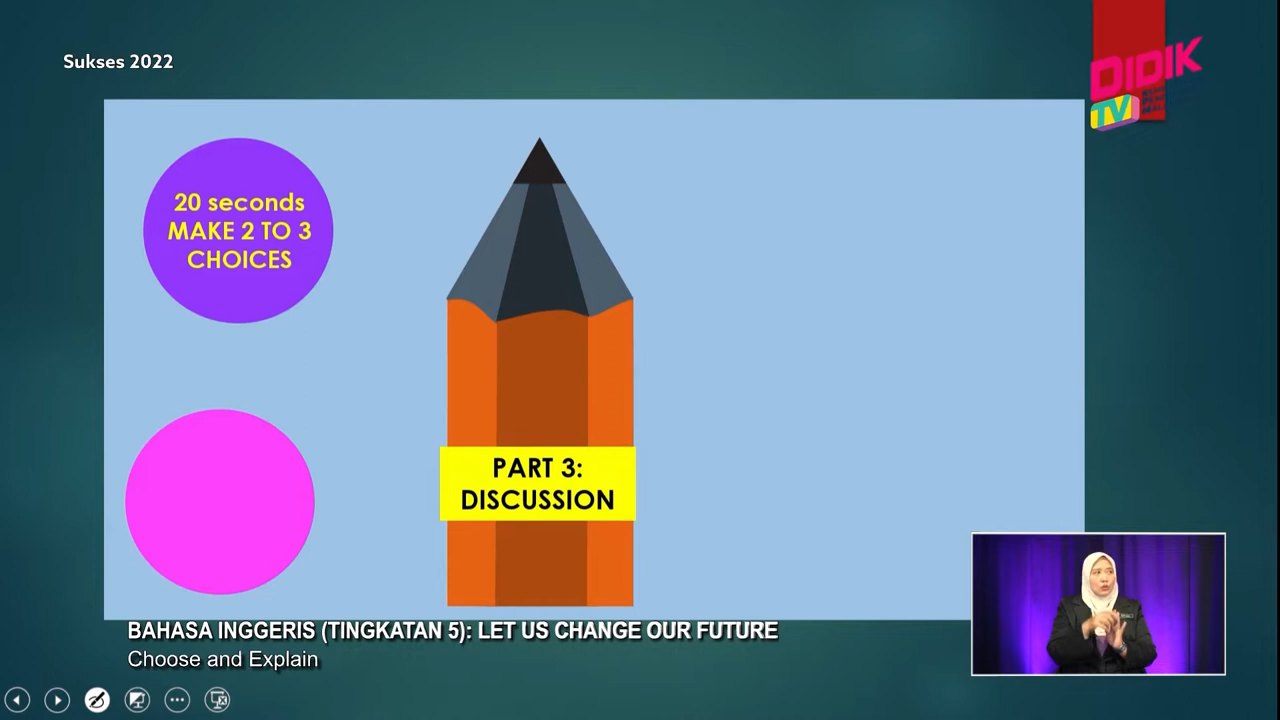 Sukses 2022
DIDIK
TV
20 seconds
MAKE 2 TO 3
CHOICES
PART 3:
DISCUSSION
BAHASA INGGERIS (TINGKATAN 5): LET US CHANGE OUR FUTURE
Choose and Explain